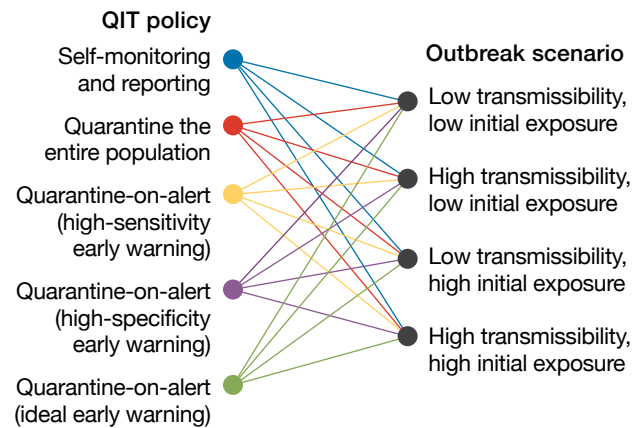 QIT policy
Self-monitoring
and reporting
Quarantine the
entire population
Quarantine-on-alert
(high-sensitivity
early warning)
Quarantine-on-alert
(high-specificity
early warning)
Quarantine-on-alert
(ideal early warning)
Outbreak scenario
Low transmissibility,
low initial exposure
High transmissibility,
low initial exposure
Low transmissibility,
high initial exposure
High transmissibility,
high initial exposure